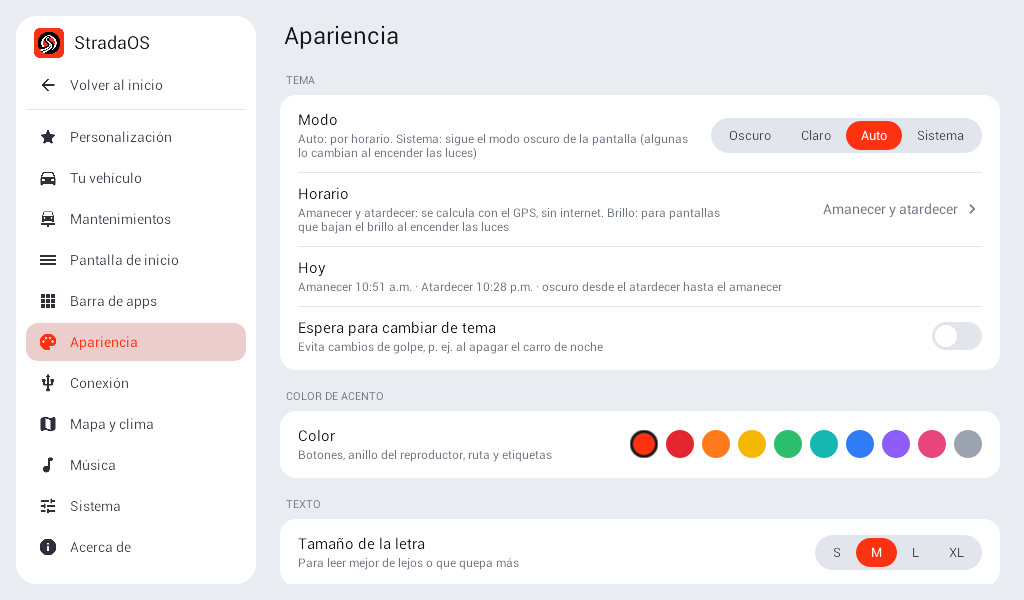 StradaOS
Volver al inicio
Personalización
Tu vehículo
Mantenimientos
Pantalla de inicio
Barra de apps
Apariencia
Conexión
Mapa y clima
Música
Sistema
Acerca de
Apariencia
TEMA
Modo
Auto: por horario. Sistema: sigue el modo oscuro de la pantalla (algunas
lo cambian al encender las luces)
Oscuro Claro Auto Sistema
Horario
Amanecer y atardecer: se calcula con el GPS, sin internet. Brillo: para pantallas
que bajan el brillo al encender las luces
Amanecer y atardecer
Hoy
Amanecer 10:51 a.m. · Atardecer 10:28 p.m. · oscuro desde el atardecer hasta el amanecer
Espera para cambiar de tema
Evita cambios de golpe, p. ej. al apagar el carro de noche
COLOR DE ACENTO
Color
Botones, anillo del reproductor, ruta y etiquetas
TEXTO
Tamaño de la letra
Para leer mejor de lejos o que quepa más
S M L XL